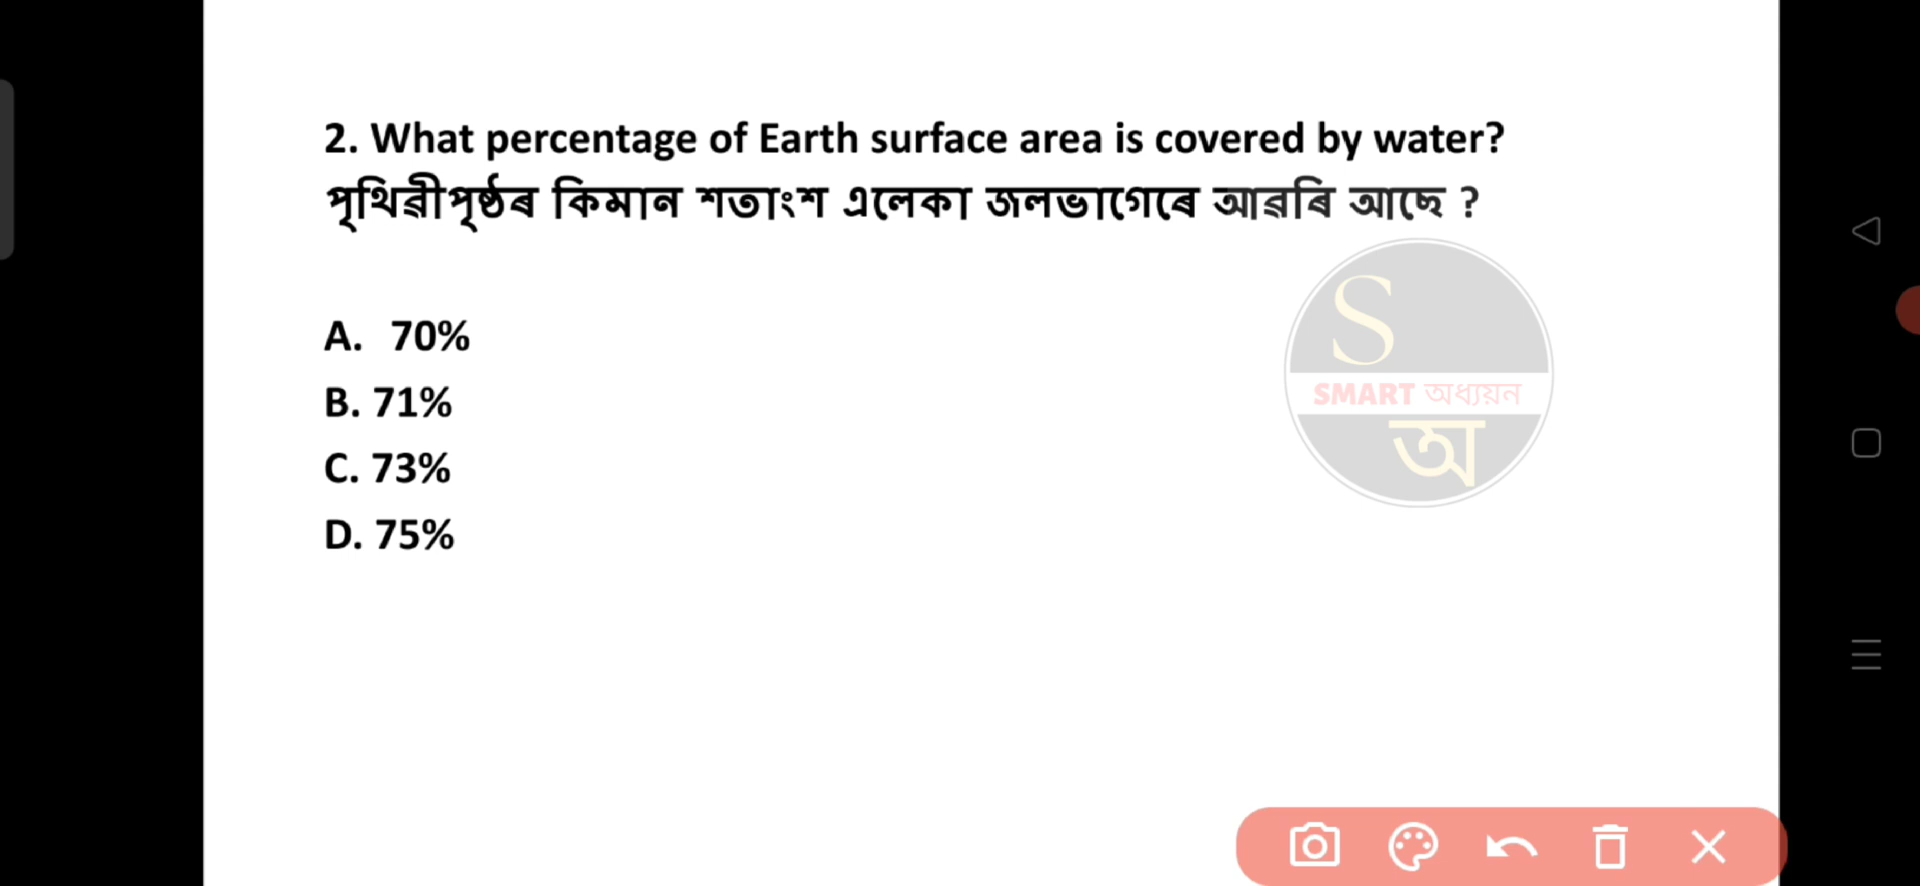 2. What percentage of Earth surface area is covered by water?
পৃথিৱীপৃষ্ঠৰ কিমান শতাংশ এলেকা জলভাগেৰে আৱৰি আছে ?
A. 70%
B. 71%
C. 73%
D. 75%
S
SMART অধ্যয়ন
অ